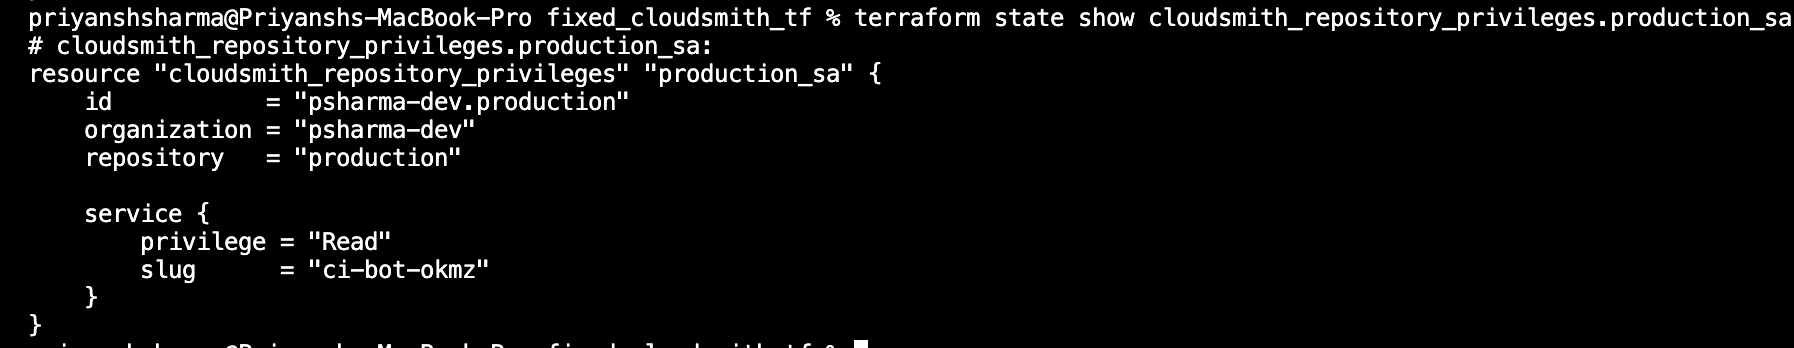 priyanshsharma@Priyanshs-MacBook-Pro fixed_cloudsmith_tf % terraform state show cloudsmith_repository_privileges.production_sa
# cloudsmith_repository_privileges.production_sa:
resource "cloudsmith_repository_privileges" "production_sa" {
    id           = "psharma-dev.production"
    organization = "psharma-dev"
    repository   = "production"

    service {
        privilege = "Read"
        slug      = "ci-bot-okmz"
    }
}